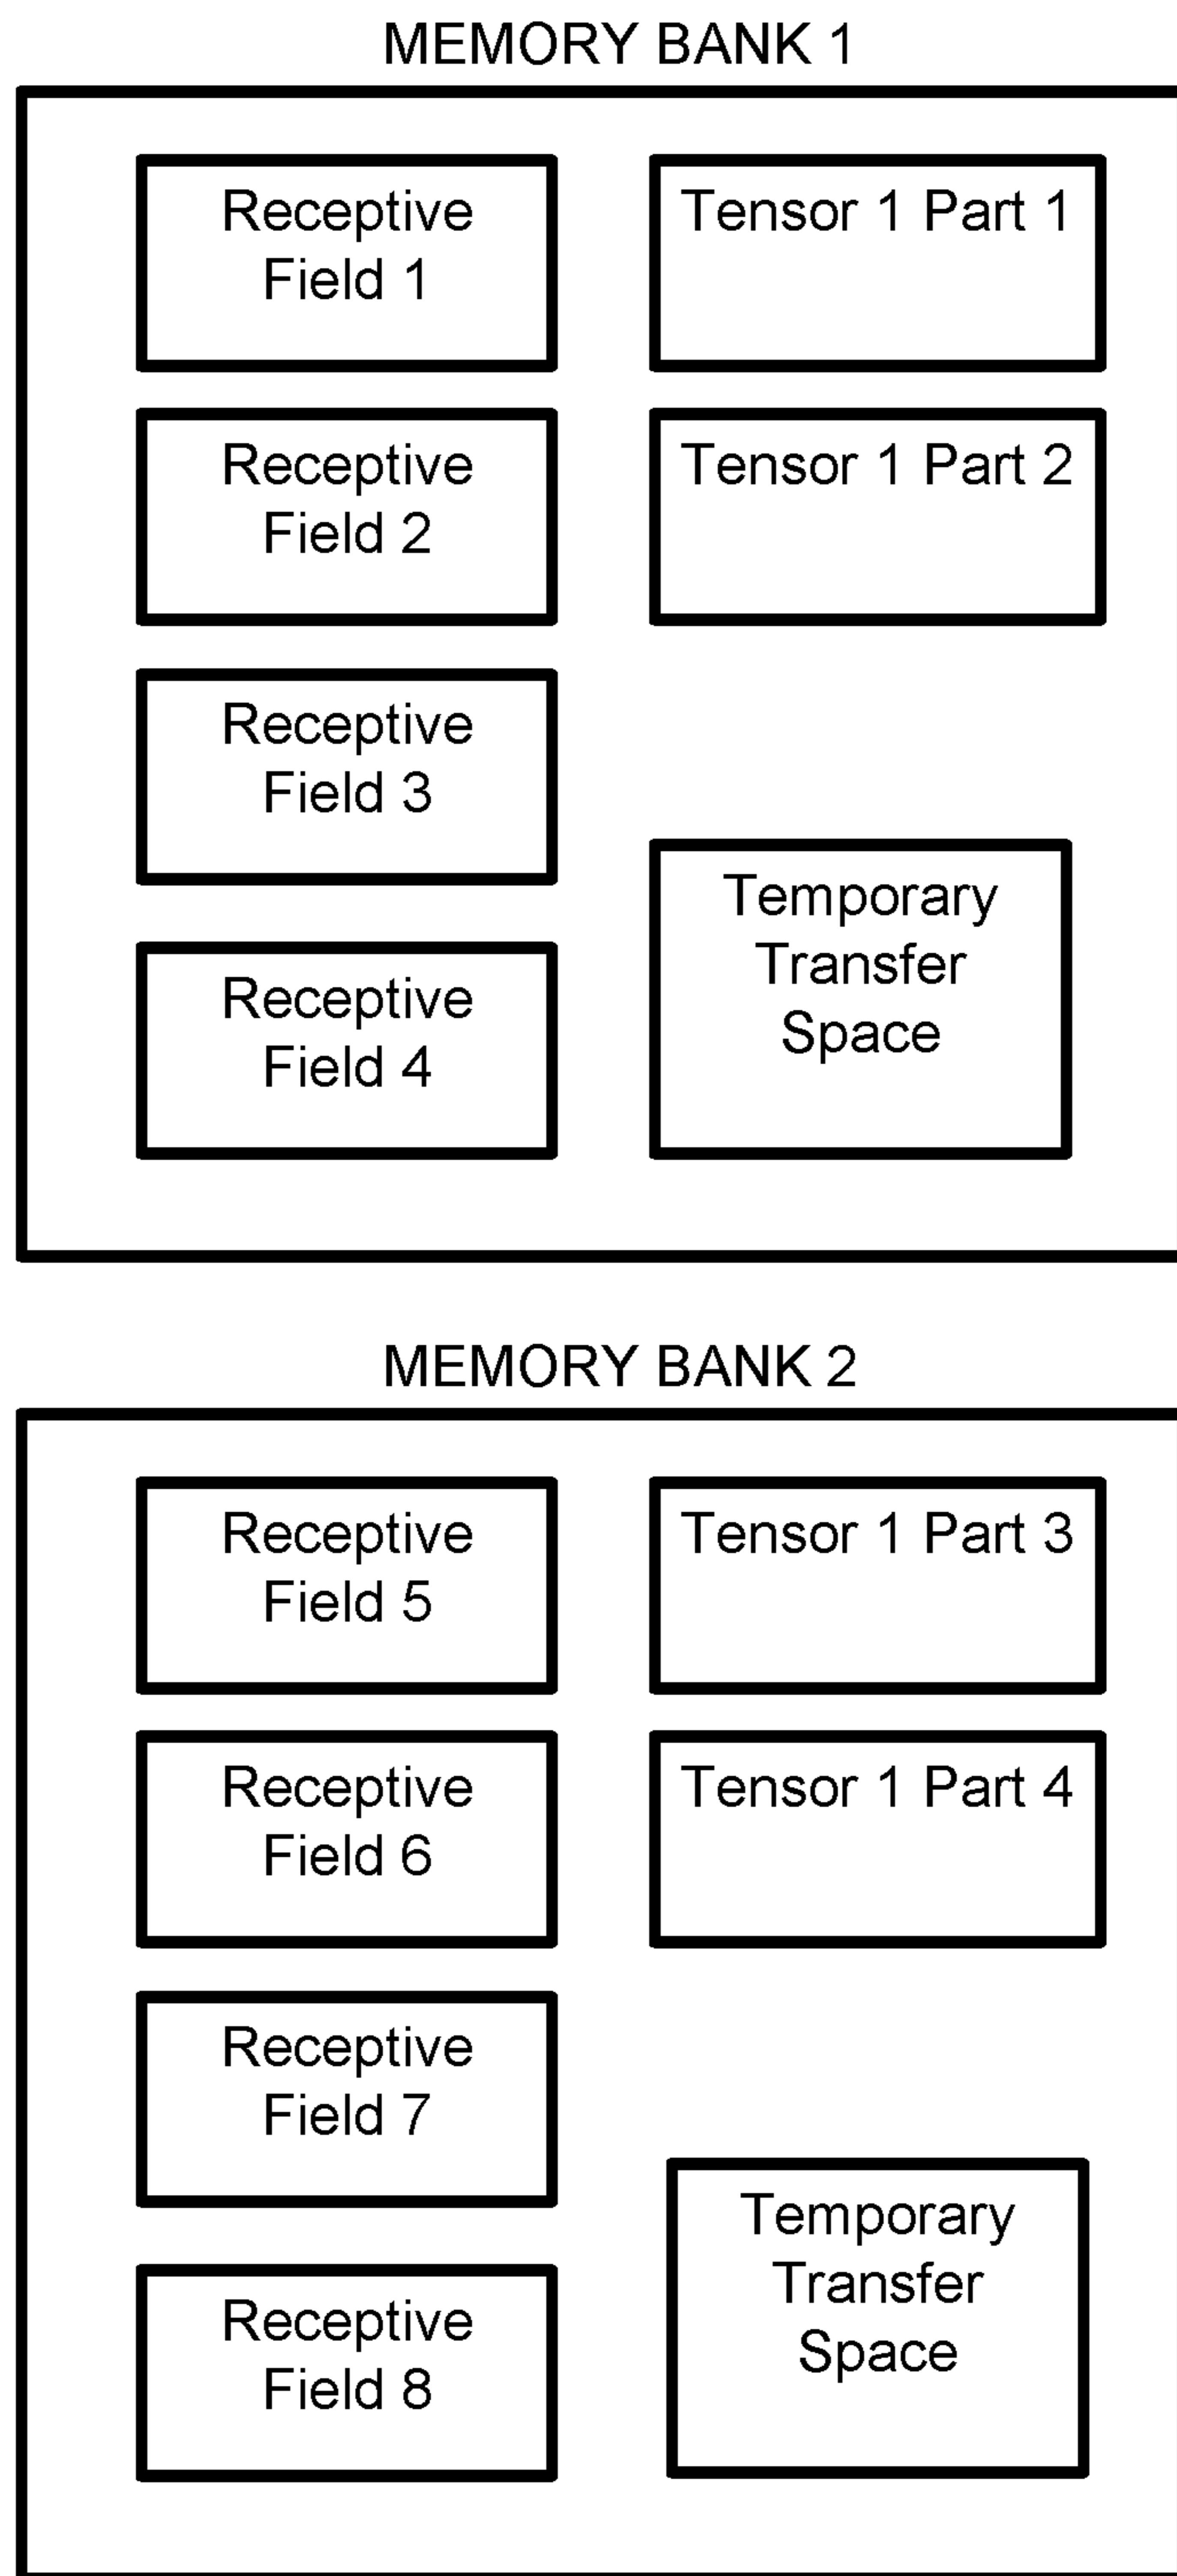 MEMORY BANK 1
Receptive
Field 1
Tensor 1 Part 1
Receptive
Field 2
Tensor 1 Part 2
Receptive
Field 3
Receptive
Field 4
Temporary
Transfer
Space
MEMORY BANK 2
Receptive
Field 5
Tensor 1 Part 3
Receptive
Field 6
Tensor 1 Part 4
Receptive
Field 7
Receptive
Field 8
Temporary
Transfer
Space